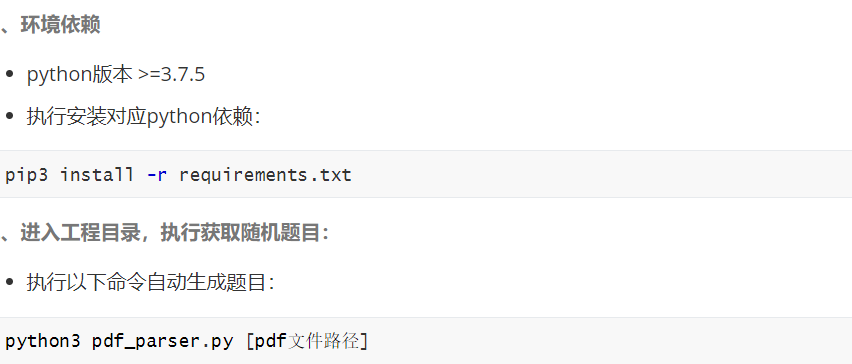 、环境依赖
python版本 >=3.7.5
执行安装对应python依赖：
pip3 install -r requirements.txt
、进入工程目录，执行获取随机题目：
执行以下命令自动生成题目：
python3 pdf_parser.py [pdf文件路径]